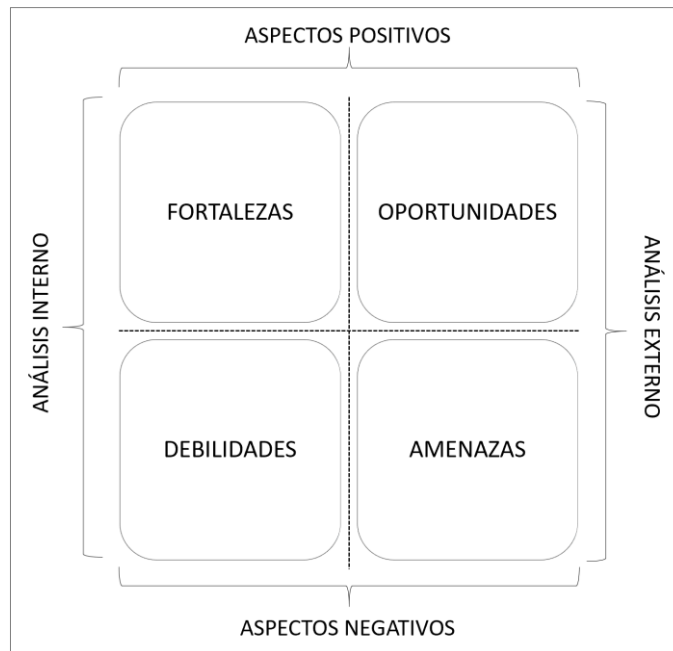 ASPECTOS POSITIVOS
ANÁLISIS INTERNO
FORTALEZAS
OPORTUNIDADES
ANÁLISIS EXTERNO
DEBILIDADES
AMENAZAS
ASPECTOS NEGATIVOS